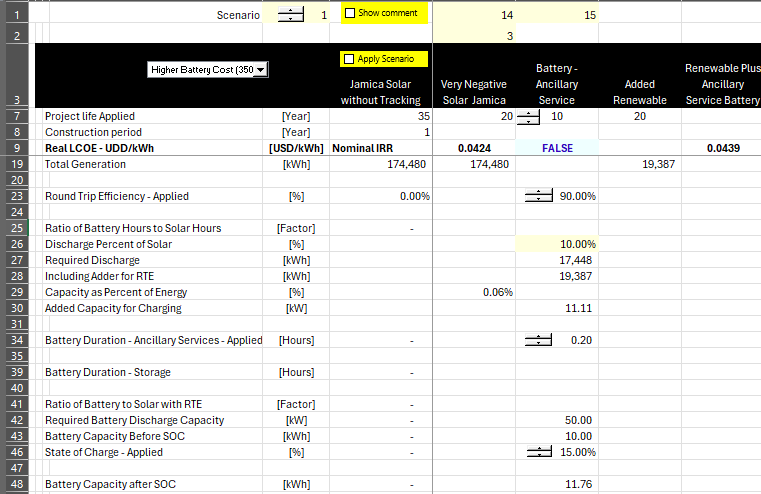 1 Scenario 1 Show comment 14 15
2 3
Higher Battery Cost (350 Apply Scenario
Battery -
Renewable Plus
Jamica Solar Very Negative Ancillary Added Ancillary
3 without Tracking Solar Jamica Service Renewable Service Battery
7 Project life Applied [Year] 35 20 10 20
8 Construction period [Year] 1
9 Real LCOE - UDD/kWh [USD/kWh] Nominal IRR 0.0424 FALSE 0.0439
19 Total Generation [kWh] 174,480 174,480 19,387
20
23 Round Trip Efficiency - Applied [%] 0.00% 90.00%
24
25 Ratio of Battery Hours to Solar Hours [Factor] -
26 Discharge Percent of Solar [%] 10.00%
27 Required Discharge [kWh] 17,448
28 Including Adder for RTE [kWh] 19,387
29 Capacity as Percent of Energy [%] 0.06%
30 Added Capacity for Charging [kW] 11.11
31
34 Battery Duration - Ancillary Services - Applied [Hours] - 0.20
35
39 Battery Duration - Storage [Hours] -
40
41 Ratio of Battery to Solar with RTE [Factor] -
42 Required Battery Discharge Capacity [kW] - 50.00
43 Battery Capacity Before SOC [kWh] - 10.00
46 State of Charge - Applied [%] - 15.00%
47
48 Battery Capacity after SOC [kWh] - 11.76